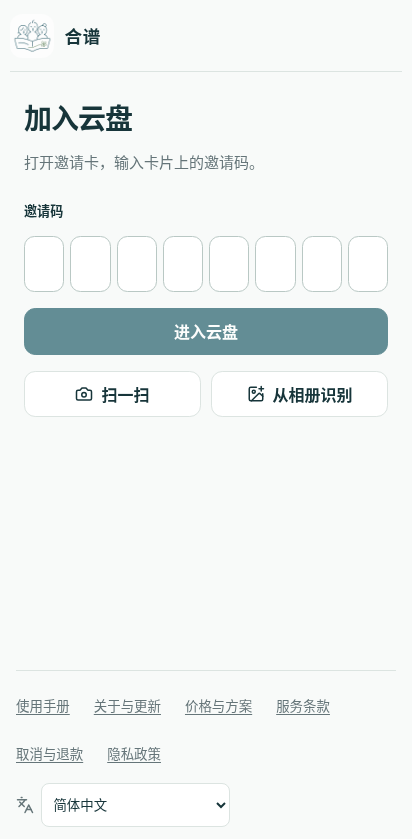 合谱
加入云盘
打开邀请卡，输入卡片上的邀请码。
邀请码
进入云盘
扫一扫 从相册识别
使用手册 关于与更新 价格与方案 服务条款
取消与退款 隐私政策
简体中文